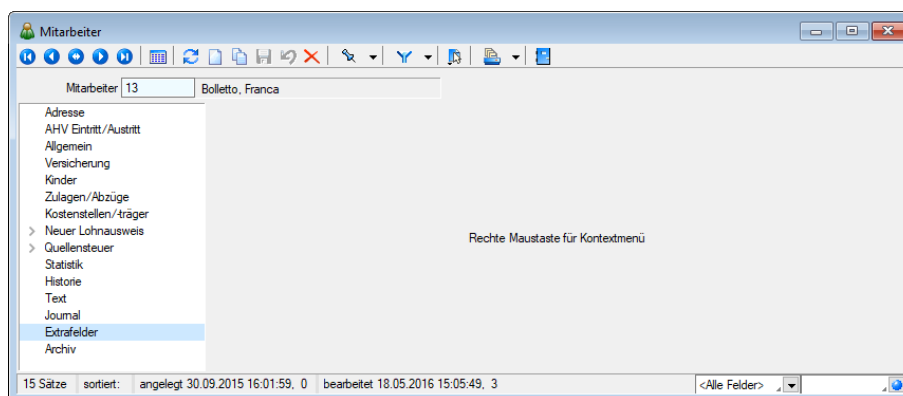 Mitarbeiter
Mitarbeiter 13 Bolletto, Franca
Adresse
AHV Eintritt/Austritt
Allgemein
Versicherung
Kinder
Zulagen/Abzüge
Kostenstellen/-träger
Neuer Lohnausweis
Quellensteuer
Statistik
Historie
Text
Journal
Extrafelder
Archiv
Rechte Maustaste für Kontextmenü
15 Sätze sortiert: angelegt 30.09.2015 16:01:59, 0 bearbeitet 18.05.2016 15:05:49, 3 <Alle Felder>